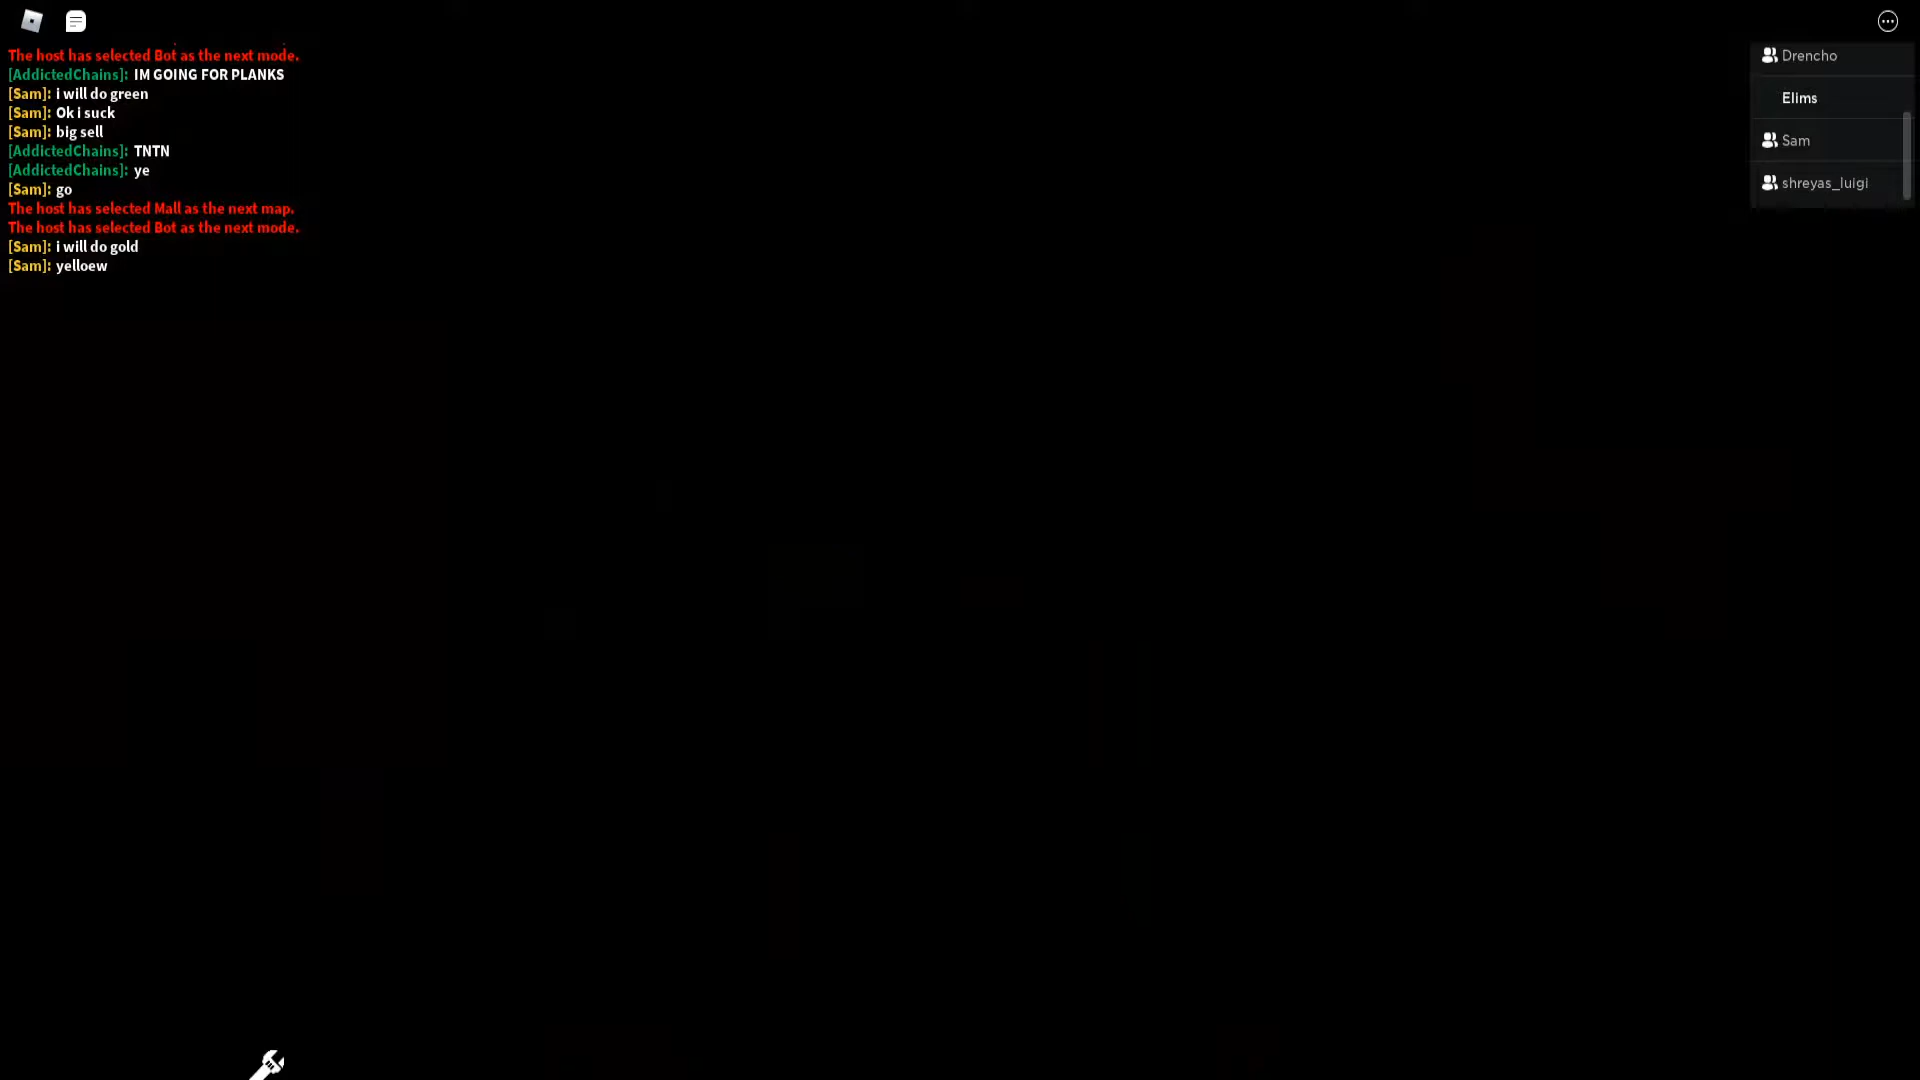 The host has selected Bot as the next mode.
[AddictedChains]: IM GOING FOR PLANKS
[Sam]: i will do green
[Sam]: Ok i suck
[Sam]: big sell
[AddictedChains]: TNTN
[AddictedChains]: ye
[Sam]: go
The host has selected Mall as the next map.
The host has selected Bot as the next mode.
[Sam]: i will do gold
[Sam]: yelloew
Drencho
Elims
Sam
shreyas_luigi